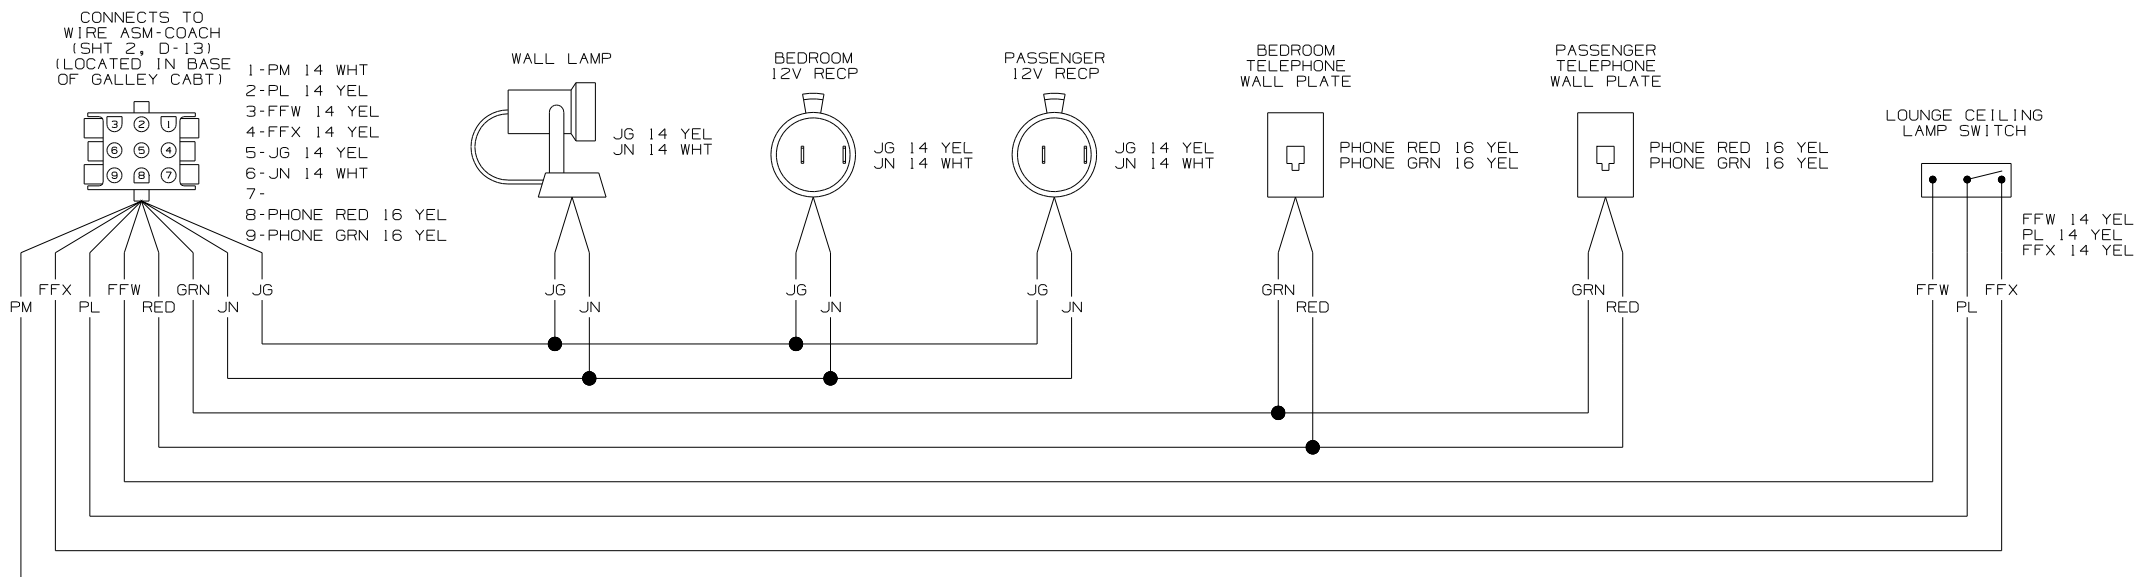 CONNECTS TO
WIRE ASM-COACH
(SHT 2, D-13)
(LOCATED IN BASE
OF GALLEY CABT)
1-PM 14 WHT
2-PL 14 YEL
3-FFW 14 YEL
4-FFX 14 YEL
5-JG 14 YEL
6-JN 14 WHT
7-
8-PHONE RED 16 YEL
9-PHONE GRN 16 YEL
3 2 1
6 5 4
9 8 7
WALL LAMP
JG 14 YEL
JN 14 WHT
BEDROOM
12V RECP
JG 14 YEL
JN 14 WHT
PASSENGER
12V RECP
JG 14 YEL
JN 14 WHT
BEDROOM
TELEPHONE
WALL PLATE
PHONE RED 16 YEL
PHONE GRN 16 YEL
PASSENGER
TELEPHONE
WALL PLATE
PHONE RED 16 YEL
PHONE GRN 16 YEL
LOUNGE CEILING
LAMP SWITCH
FFW 14 YEL
PL 14 YEL
FFX 14 YEL
FFX FFW GRN JG
PM PL RED JN
JG
JN
JG
JN
JG
JN
GRN
RED
GRN
RED
FFW FFX
PL